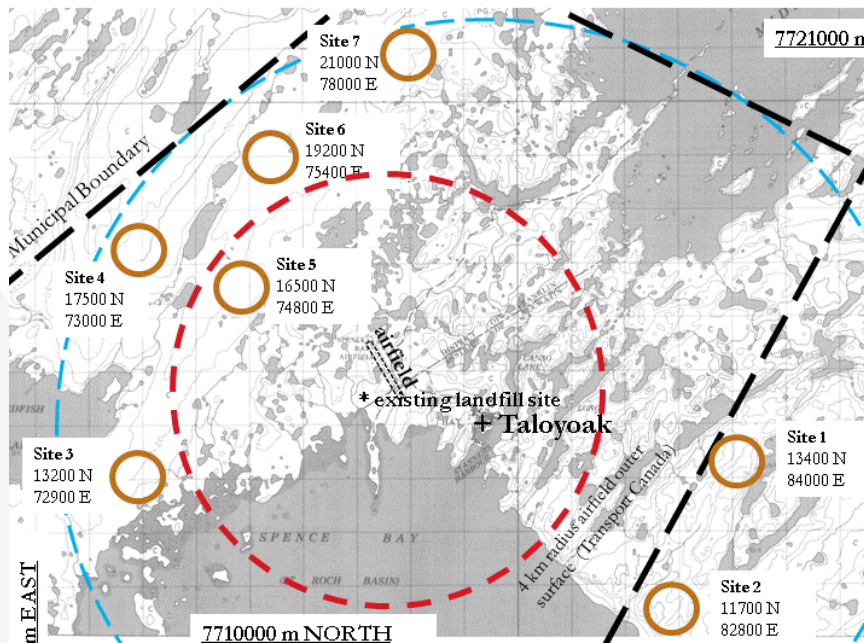 Site 7
21000 N
78000 E
7721000 m
Site 6
19200 N
75400 E
Municipal Boundary
Site 4
17500 N
73000 E
Site 5
16500 N
74800 E
airfield
* existing landfill site
+ Taloyoak
Site 1
13400 N
84000 E
Site 3
13200 N
72900 E
4 km radius airfield outer
surface (Transport Canada)
SPENCE BAY
ROCH BASIN)
Site 2
11700 N
82800 E
m EAST
7710000 m NORTH